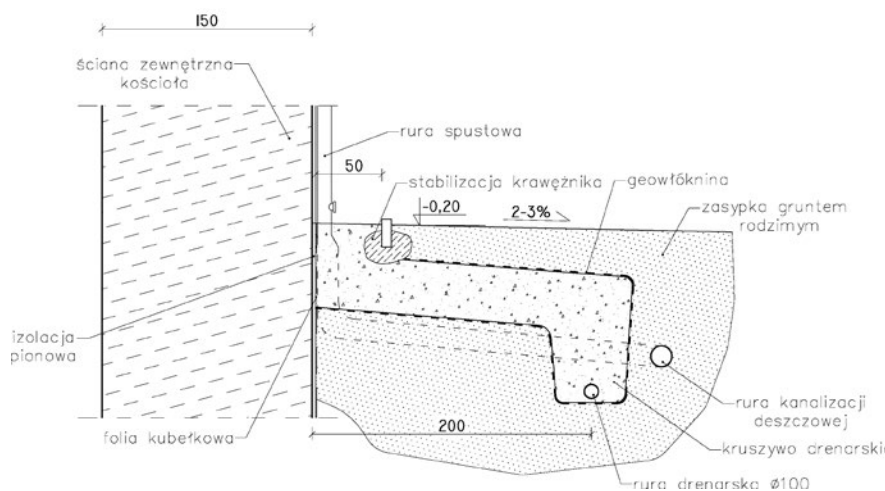 150
ściana zewnętrzna
kościoła
rura spustowa
50
stabilizacja krawężnika
geowłóknina
-0,20
2-3%
zasypka gruntem
rodzimym
izolacja
pionowa
folia kubełkowa
200
rura kanalizacji
deszczowej
kruszywo drenarski
rura drenarska ø100